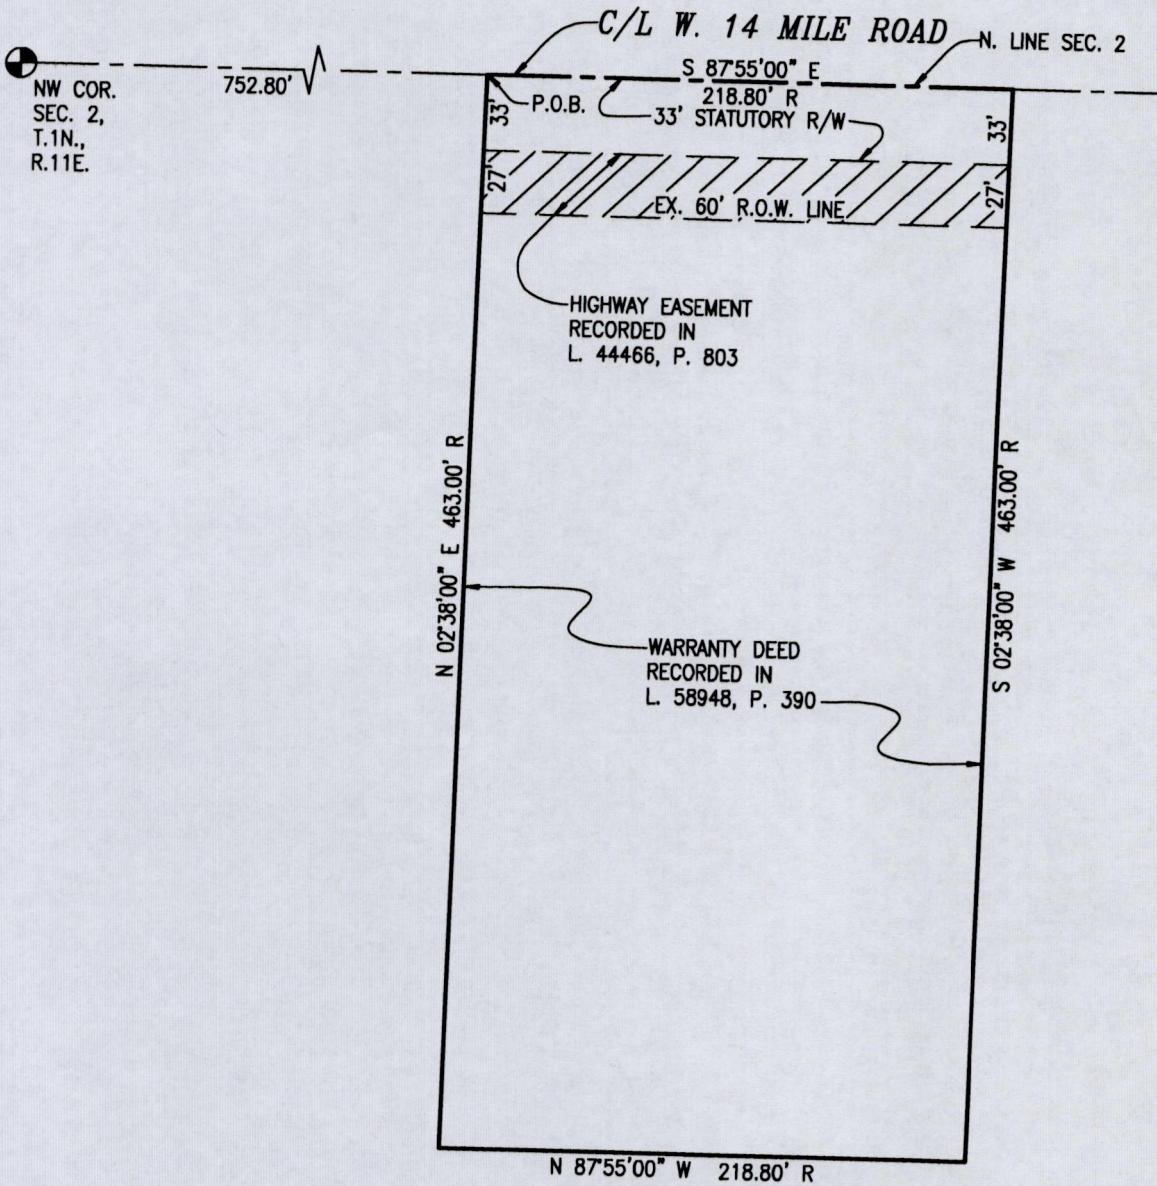 C/L W. 14 MILE ROAD
N. LINE SEC. 2
NW COR.
SEC. 2,
T.1N.,
R.11E.
752.80'
S 87°55'00" E
218.80' R
P.O.B.
33' STATUTORY R/W
33'
33'
27'
27'
EX. 60' R.O.W. LINE
HIGHWAY EASEMENT
RECORDED IN
L. 44466, P. 803
N 02°38'00" E 463.00' R
S 02°38'00" W 463.00' R
WARRANTY DEED
RECORDED IN
L. 58948, P. 390
N 87°55'00" W 218.80' R